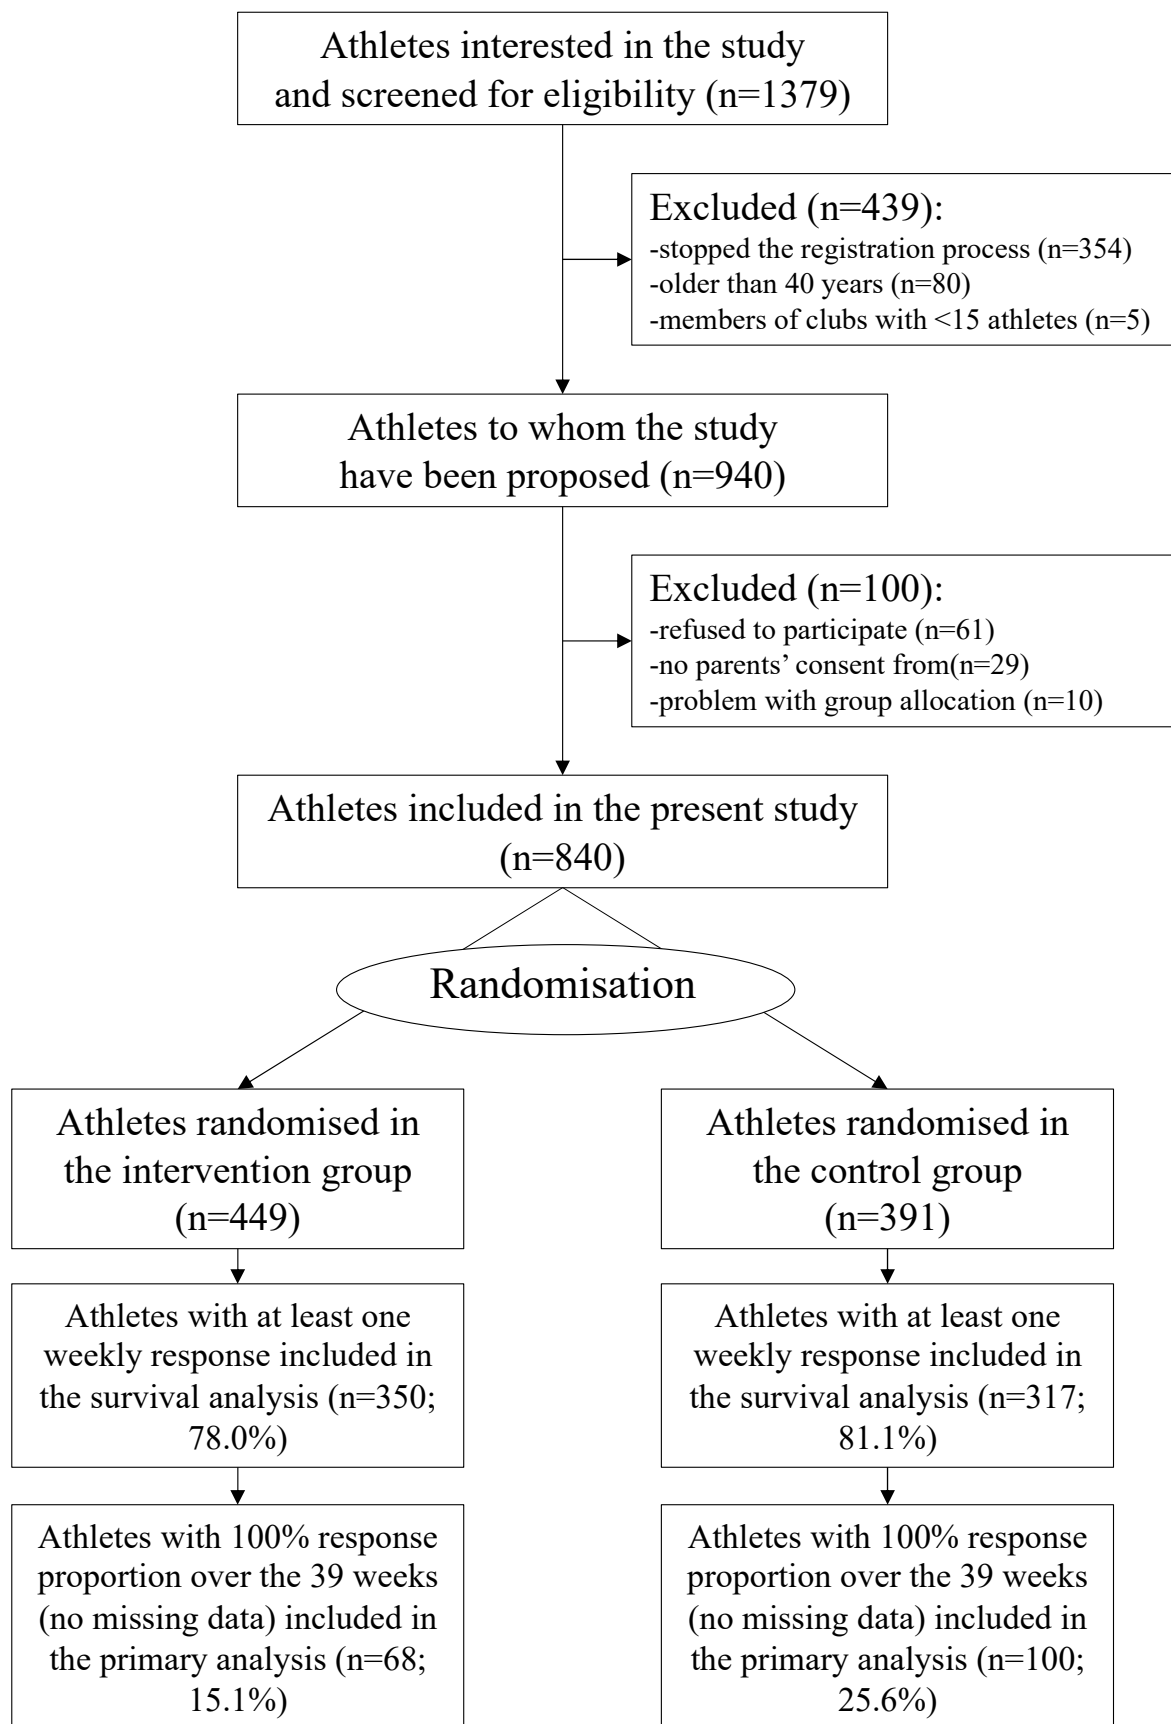 Athletes interested in the study
and screened for eligibility (n=1379)
Excluded (n=439):
-stopped the registration process (n=354)
-older than 40 years (n=80)
-members of clubs with <15 athletes (n=5)
Athletes to whom the study
have been proposed (n=940)
Excluded (n=100):
-refused to participate (n=61)
-no parents’ consent from(n=29)
-problem with group allocation (n=10)
Athletes included in the present study
(n=840)
Randomisation
Athletes randomised in
the intervention group
(n=449)
Athletes randomised in
the control group
(n=391)
Athletes with at least one
weekly response included in
the survival analysis (n=350;
78.0%)
Athletes with at least one
weekly response included in
the survival analysis (n=317;
81.1%)
Athletes with 100% response
proportion over the 39 weeks
(no missing data) included in
the primary analysis (n=68;
15.1%)
Athletes with 100% response
proportion over the 39 weeks
(no missing data) included in
the primary analysis (n=100;
25.6%)